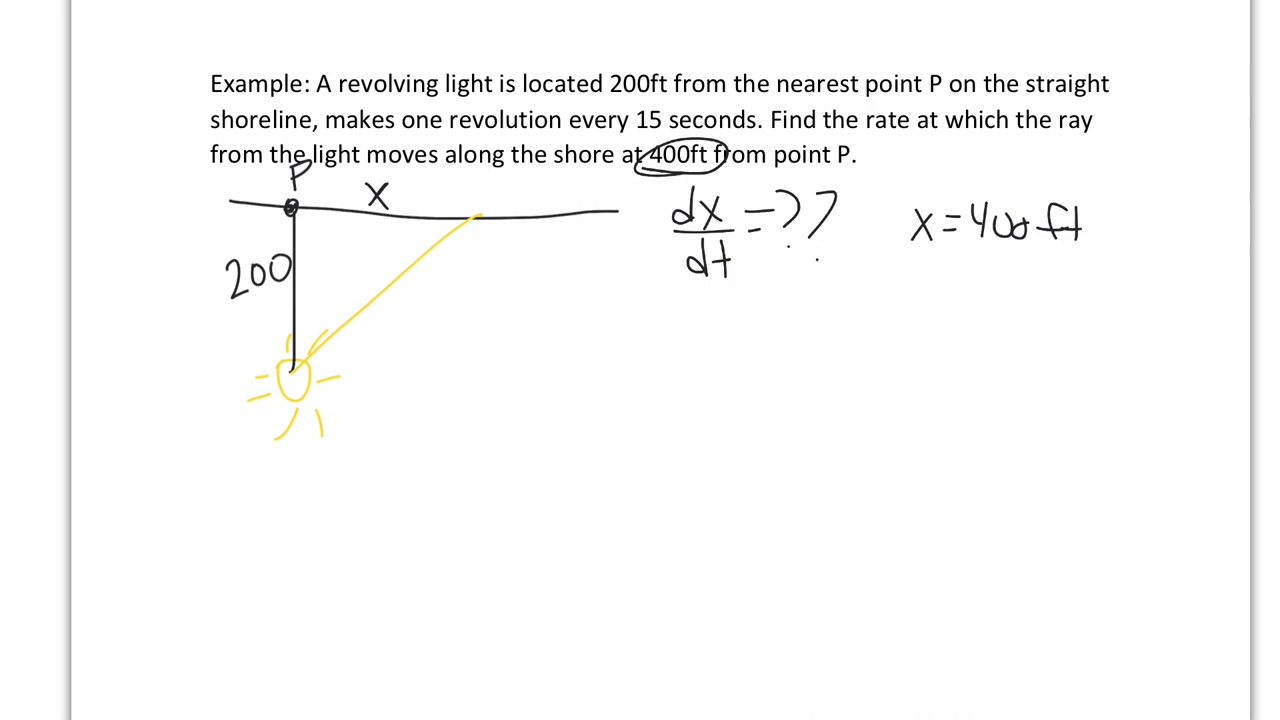 Example: A revolving light is located 200ft from the nearest point P on the straight
shoreline, makes one revolution every 15 seconds. Find the rate at which the ray
from the light moves along the shore at 400ft from point P.
P
X
dx/dt = ??
x = 400 ft
200